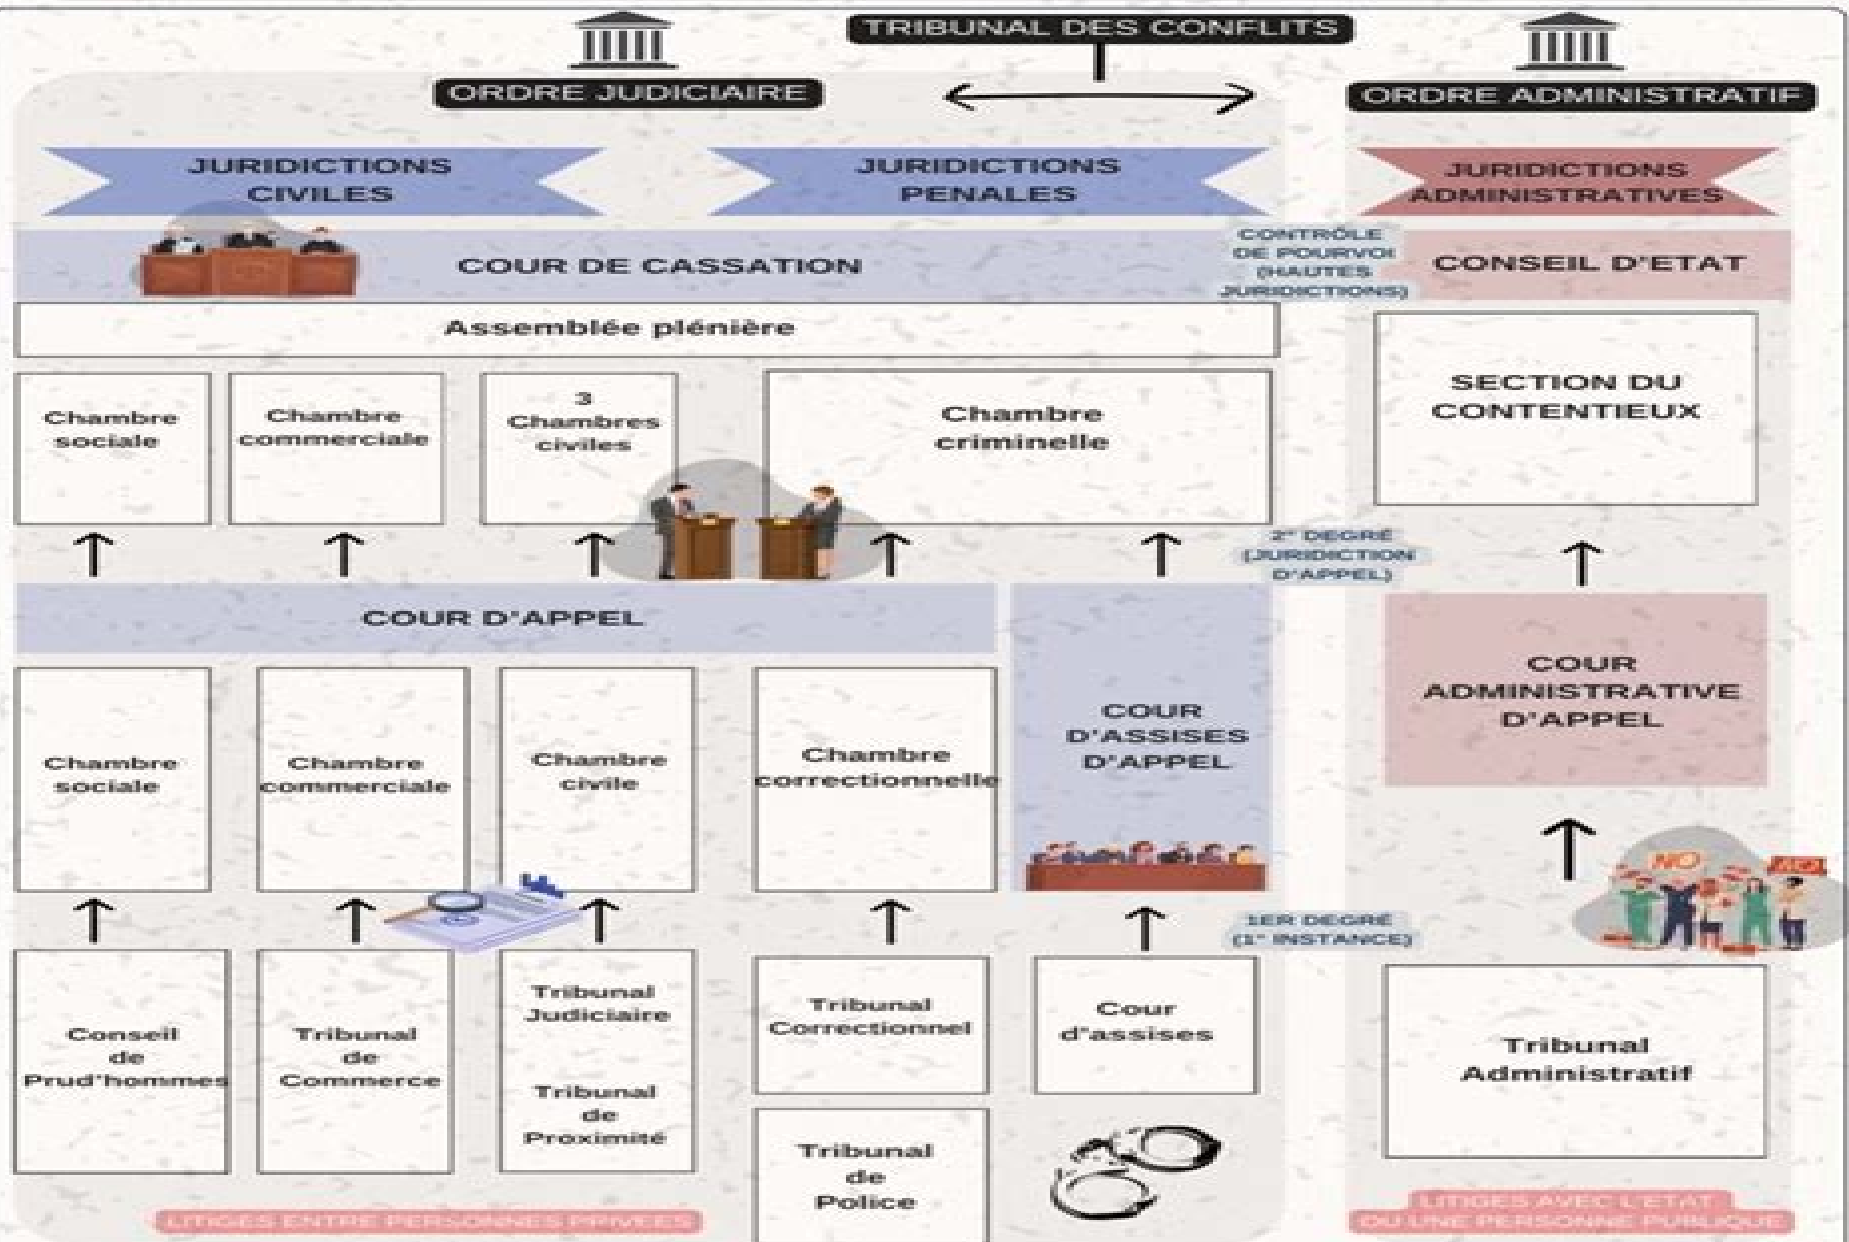 TRIBUNAL DES CONFLITS
ORDRE JUDICIAIRE
ORDRE ADMINISTRATIF
JURIDICTIONS
CIVILES
JURIDICTIONS
PENALES
JURIDICTIONS
ADMINISTRATIVES
COUR DE CASSATION
CONTRÔLE
DE POURVOI
(HAUTES
JURIDICTIONS)
CONSEIL D'ETAT
Assemblée plénière
Chambre
sociale
Chambre
commerciale
3
Chambres
civiles
Chambre
criminelle
SECTION DU
CONTENTIEUX
2° DEGRÉ
(JURIDICTION
D'APPEL)
COUR D'APPEL
COUR
D'ASSISES
D'APPEL
COUR
ADMINISTRATIVE
D'APPEL
Chambre
sociale
Chambre
commerciale
Chambre
civile
Chambre
correctionnelle
NO
NO
1ER DEGRÉ
(1° INSTANCE)
Conseil
de
Prud'hommes
Tribunal
de
Commerce
Tribunal
Judiciaire
Tribunal
de
Proximité
Tribunal
Correctionnel
Cour
d'assises
Tribunal
Administratif
Tribunal
de
Police
LITIGES ENTRE PERSONNES PRIVEES
LITIGES AVEC L'ETAT
OU UNE PERSONNE PUBLIQUE